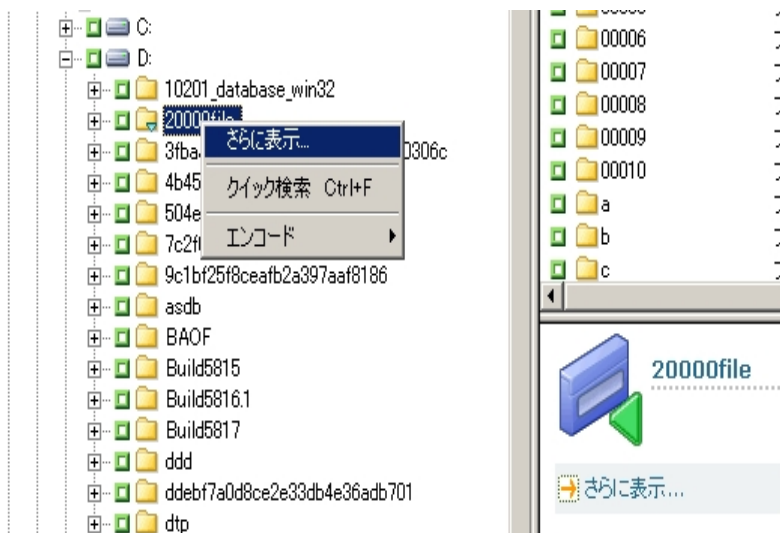 C:
D:
10201_database_win32
20000file
3fba
0306c
4b45
504e
7c2f
9c1bf25f8ceafb2a397aaf8186
asdb
BAOF
Build5815
Build5816.1
Build5817
ddd
ddebf7a0d8ce2e33db4e36adb701
dtp
さらに表示...
クイック検索 Ctrl+F
エンコード
00006
00007
00008
00009
00010
a
b
c
20000file
さらに表示...